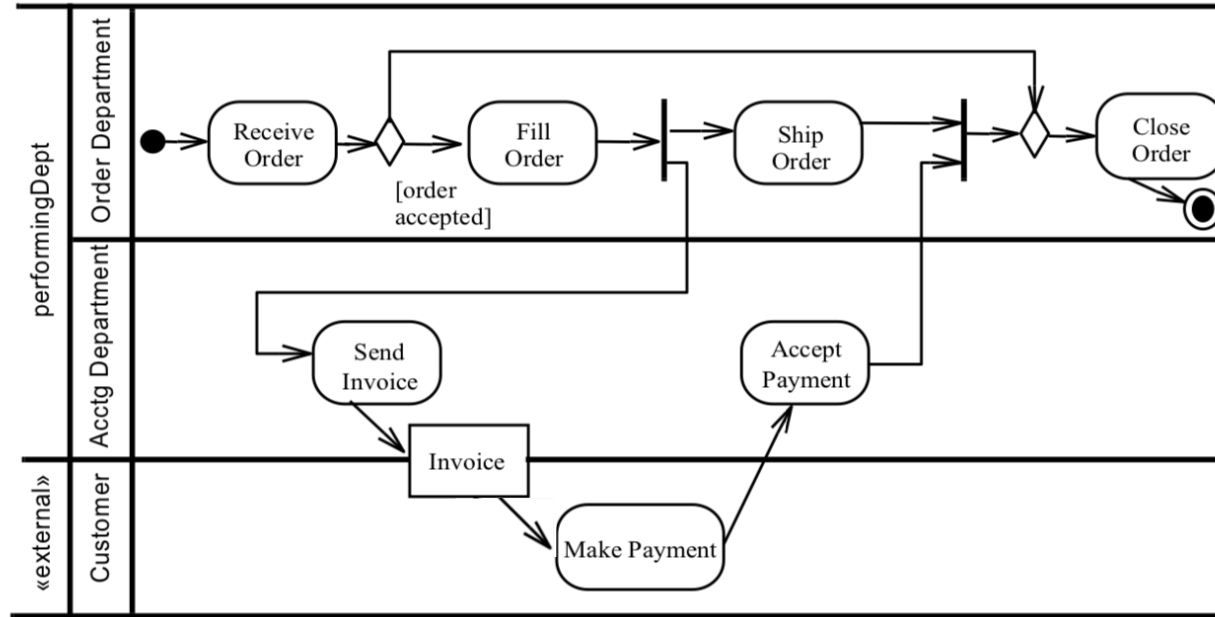 performingDept
Order Department
Receive
Order
Fill
Order
[order
accepted]
Ship
Order
Close
Order
Acctg Department
Send
Invoice
Accept
Payment
Invoice
«external»
Customer
Make Payment